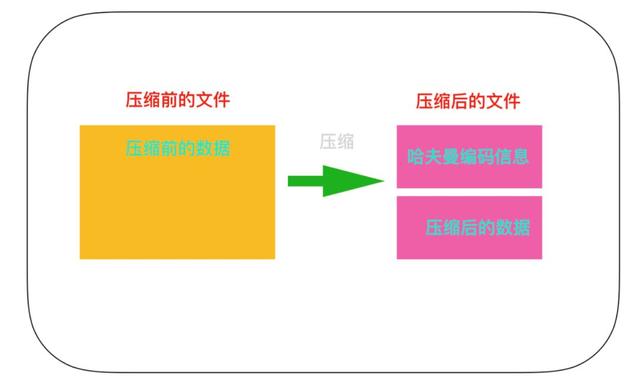 压缩前的文件
压缩后的文件
压缩前的数据
压缩
哈夫曼编码信息
压缩后的数据